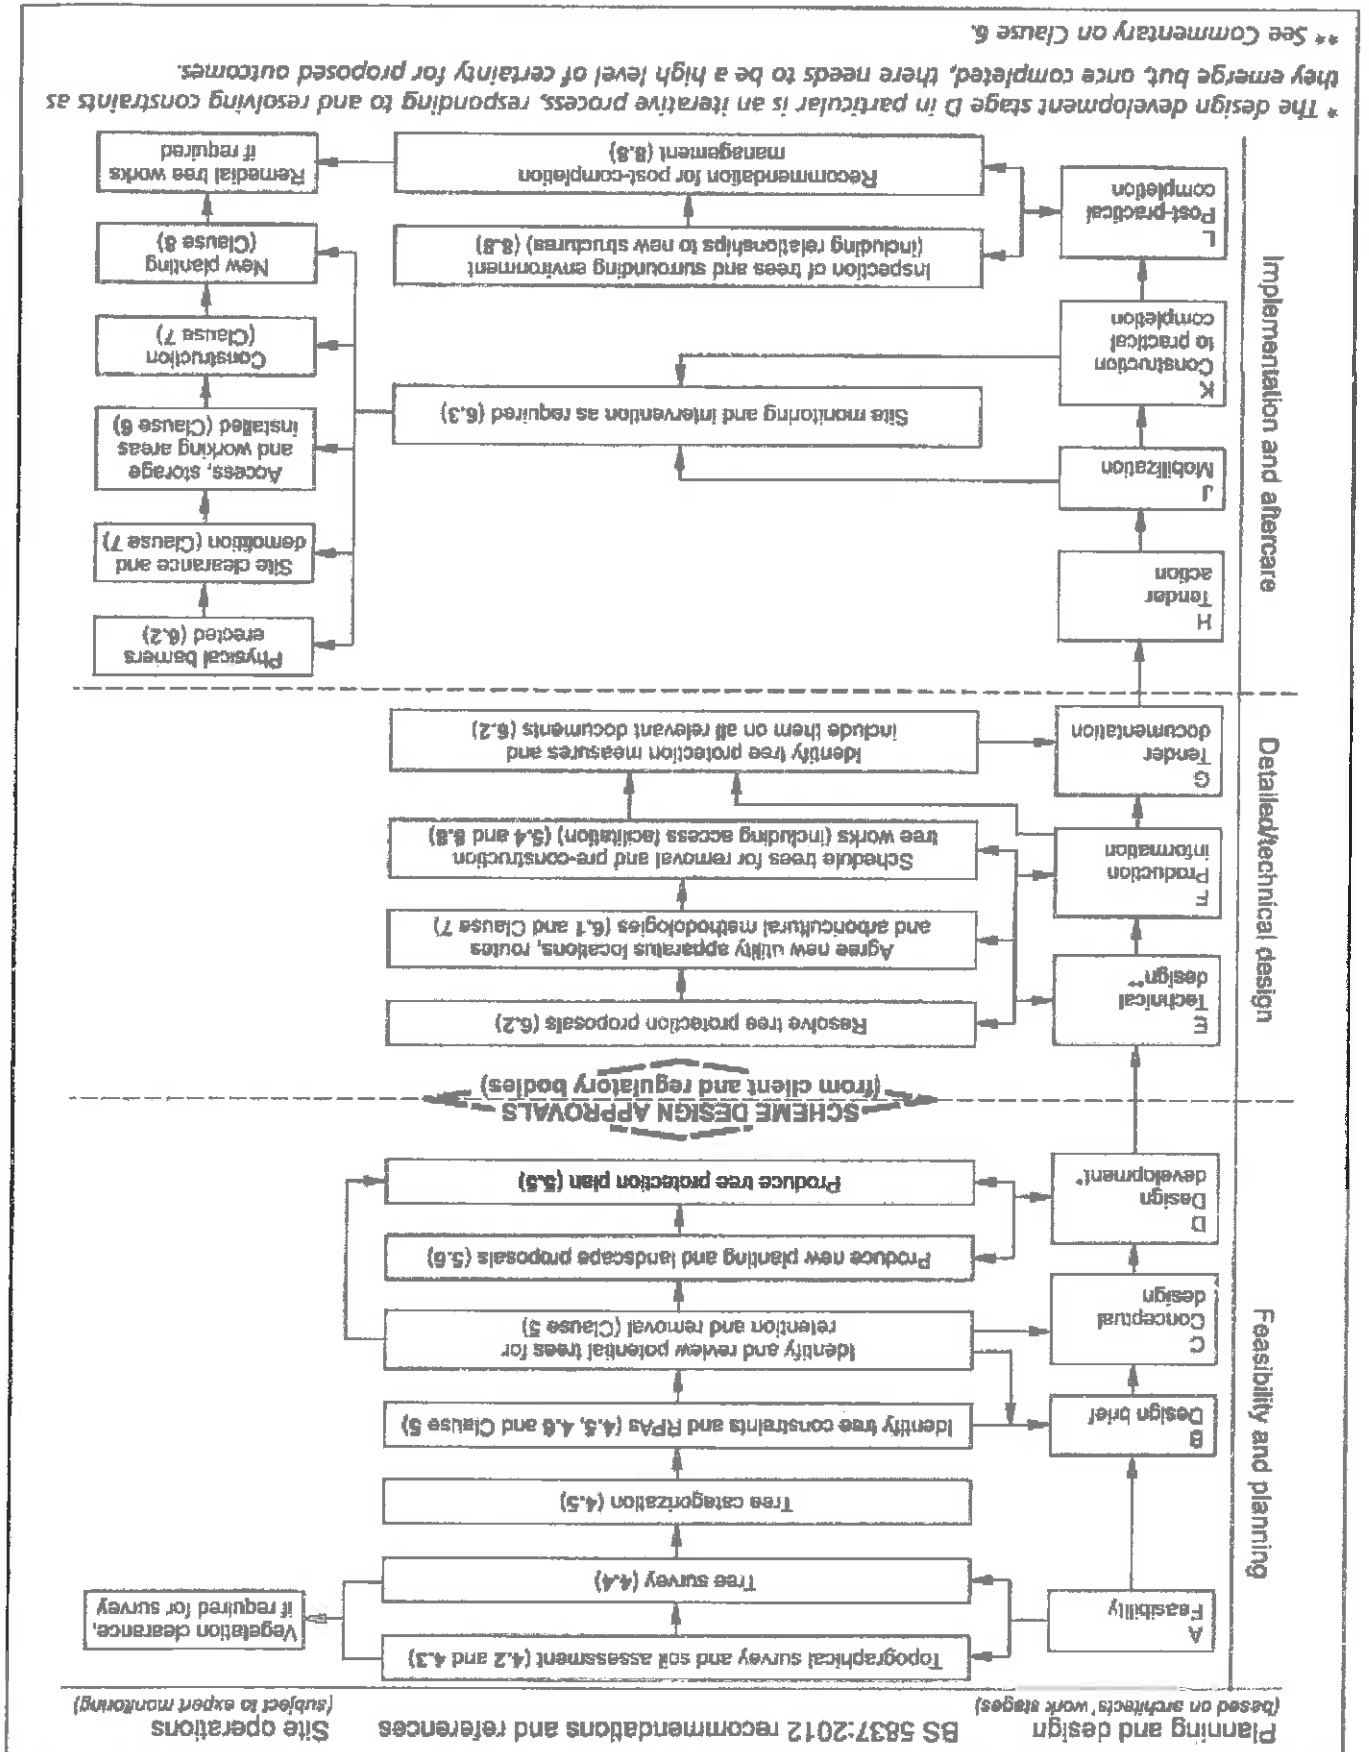 Planning and design
(based on architects' work stages)
BS 5837:2012 recommendations and references
Site operations
(subject to expert monitoring)
Feasibility and planning
A
Feasibility
Topographical survey and soil assessment (4.2 and 4.3)
Tree survey (4.4)
Vegetation clearance,
if required for survey
Tree categorization (4.5)
B
Design brief
Identify tree constraints and RPAs (4.5, 4.6 and Clause 5)
C
Conceptual
design
Identify and review potential trees for
retention and removal (Clause 5)
Produce new planting and landscape proposals (5.6)
D
Design
development*
Produce tree protection plan (5.5)
SCHEME DESIGN APPROVALS
(from client and regulatory bodies)
Detailed/technical design
E
Technical
design**
Resolve tree protection proposals (6.2)
Agree new utility apparatus locations, routes
and arboricultural methodologies (6.1 and Clause 7)
F
Production
information
Schedule trees for removal and pre-construction
tree works (including access facilitation) (5.4 and 8.8)
G
Tender
documentation
Identify tree protection measures and
include them on all relevant documents (6.2)
Implementation and aftercare
H
Tender
action
J
Mobilization
K
Construction
to practical
completion
Site monitoring and intervention as required (6.3)
L
Post-practical
completion
Inspection of trees and surrounding environment
(including relationships to new structures) (8.8)
Recommendation for post-completion
management (8.8)
Physical barriers
erected (6.2)
Site clearance and
demolition (Clause 7)
Access, storage
and working areas
installed (Clause 6)
Construction
(Clause 7)
New planting
(Clause 8)
Remedial tree works
if required
* The design development stage D in particular is an iterative process, responding to and resolving constraints as
they emerge but, once completed, there needs to be a high level of certainty for proposed outcomes.
** See Commentary on Clause 6.